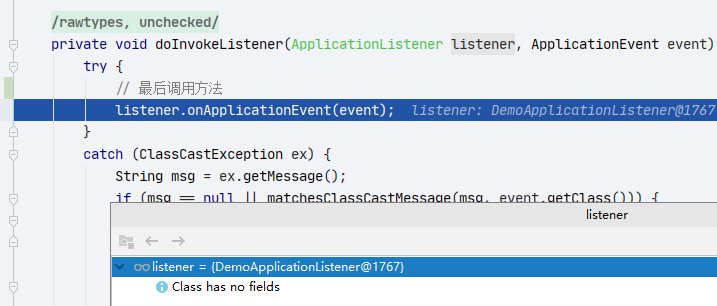 /rawtypes, unchecked/
private void doInvokeListener(ApplicationListener listener, ApplicationEvent event)
try {
// 最后调用方法
listener.onApplicationEvent(event); listener: DemoApplicationListener@1767
}
catch (ClassCastException ex) {
String msg = ex.getMessage();
if (msg == null || matchesClassCastMessage(msg, event.getClass())) {
listener
listener = {DemoApplicationListener@1767}
Class has no fields